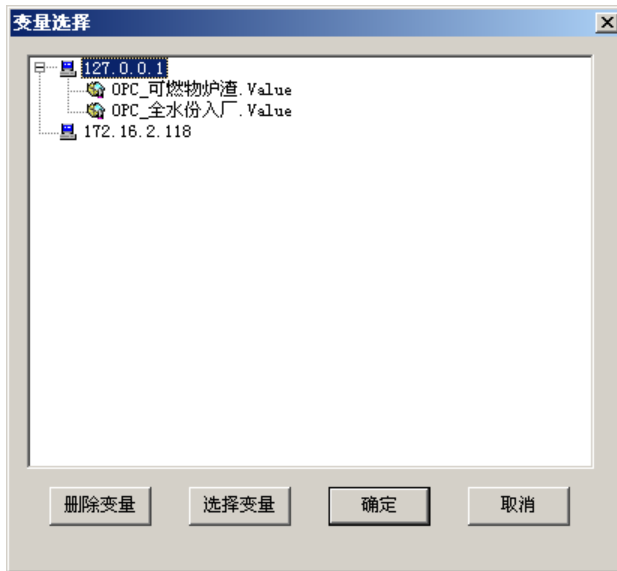 变量选择
127.0.0.1
OPC_可燃物炉渣.Value
OPC_全水份入厂.Value
172.16.2.118
删除变量
选择变量
确定
取消